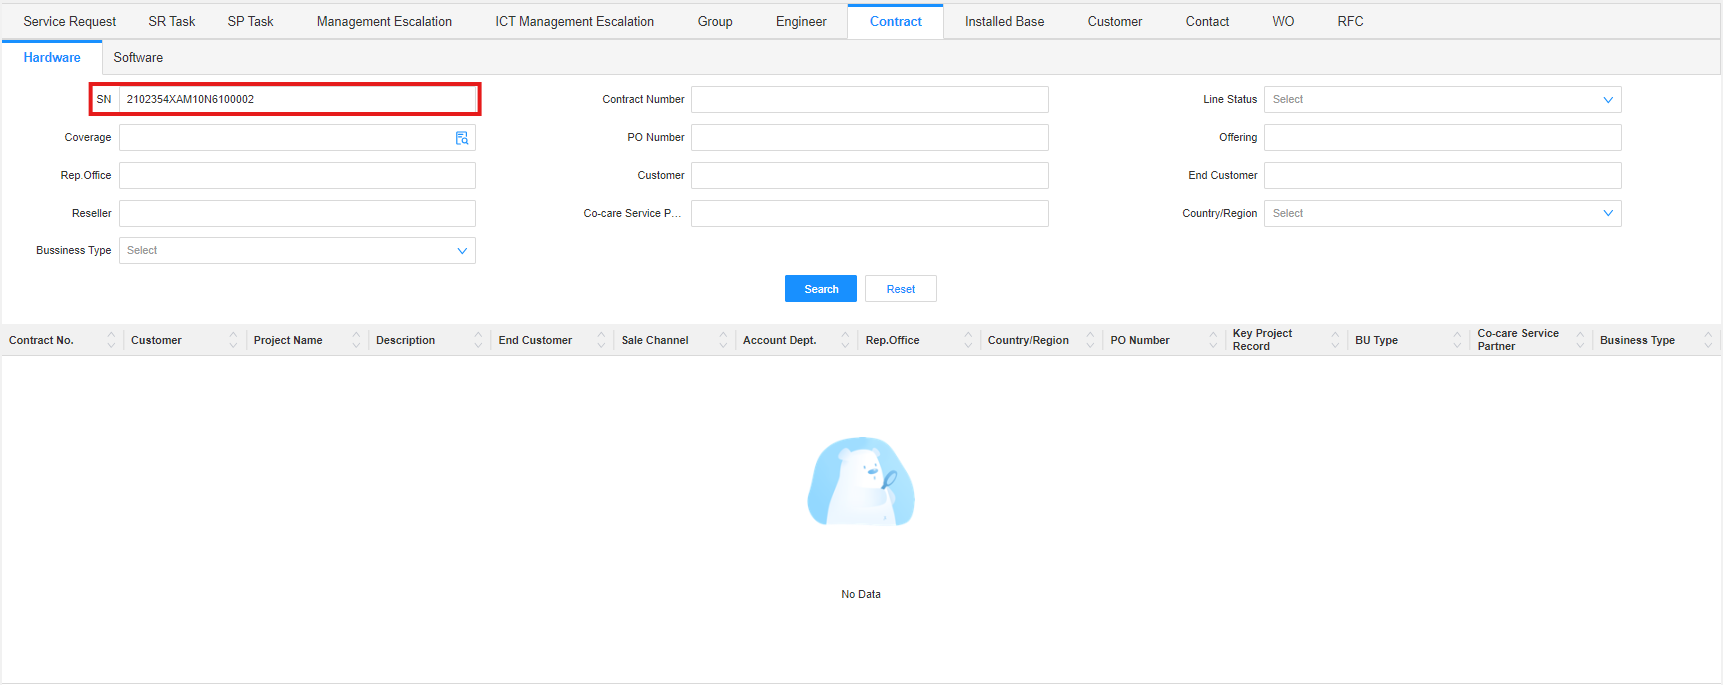 Service Request SR Task SP Task Management Escalation ICT Management Escalation Group Engineer Contract Installed Base Customer Contact WO RFC
Hardware Software
SN 2102354XAM10N6100002 Contract Number Line Status Select
Coverage PO Number Offering
Rep.Office Customer End Customer
Reseller Co-care Service P... Country/Region Select
Bussiness Type Select
Search Reset
Contract No. Customer Project Name Description End Customer Sale Channel Account Dept. Rep.Office Country/Region PO Number Key Project Record BU Type Co-care Service Partner Business Type
No Data